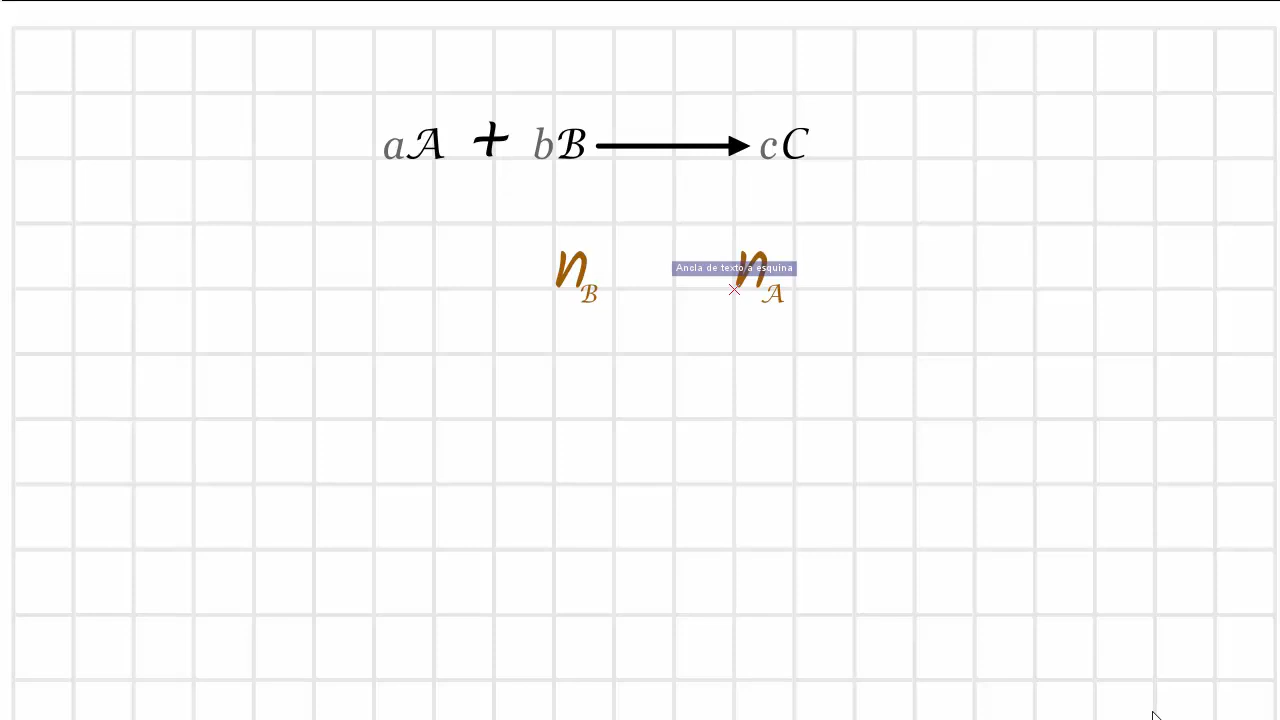 aA + bB → cC
n_B n_A
Ancla de texto a esquina